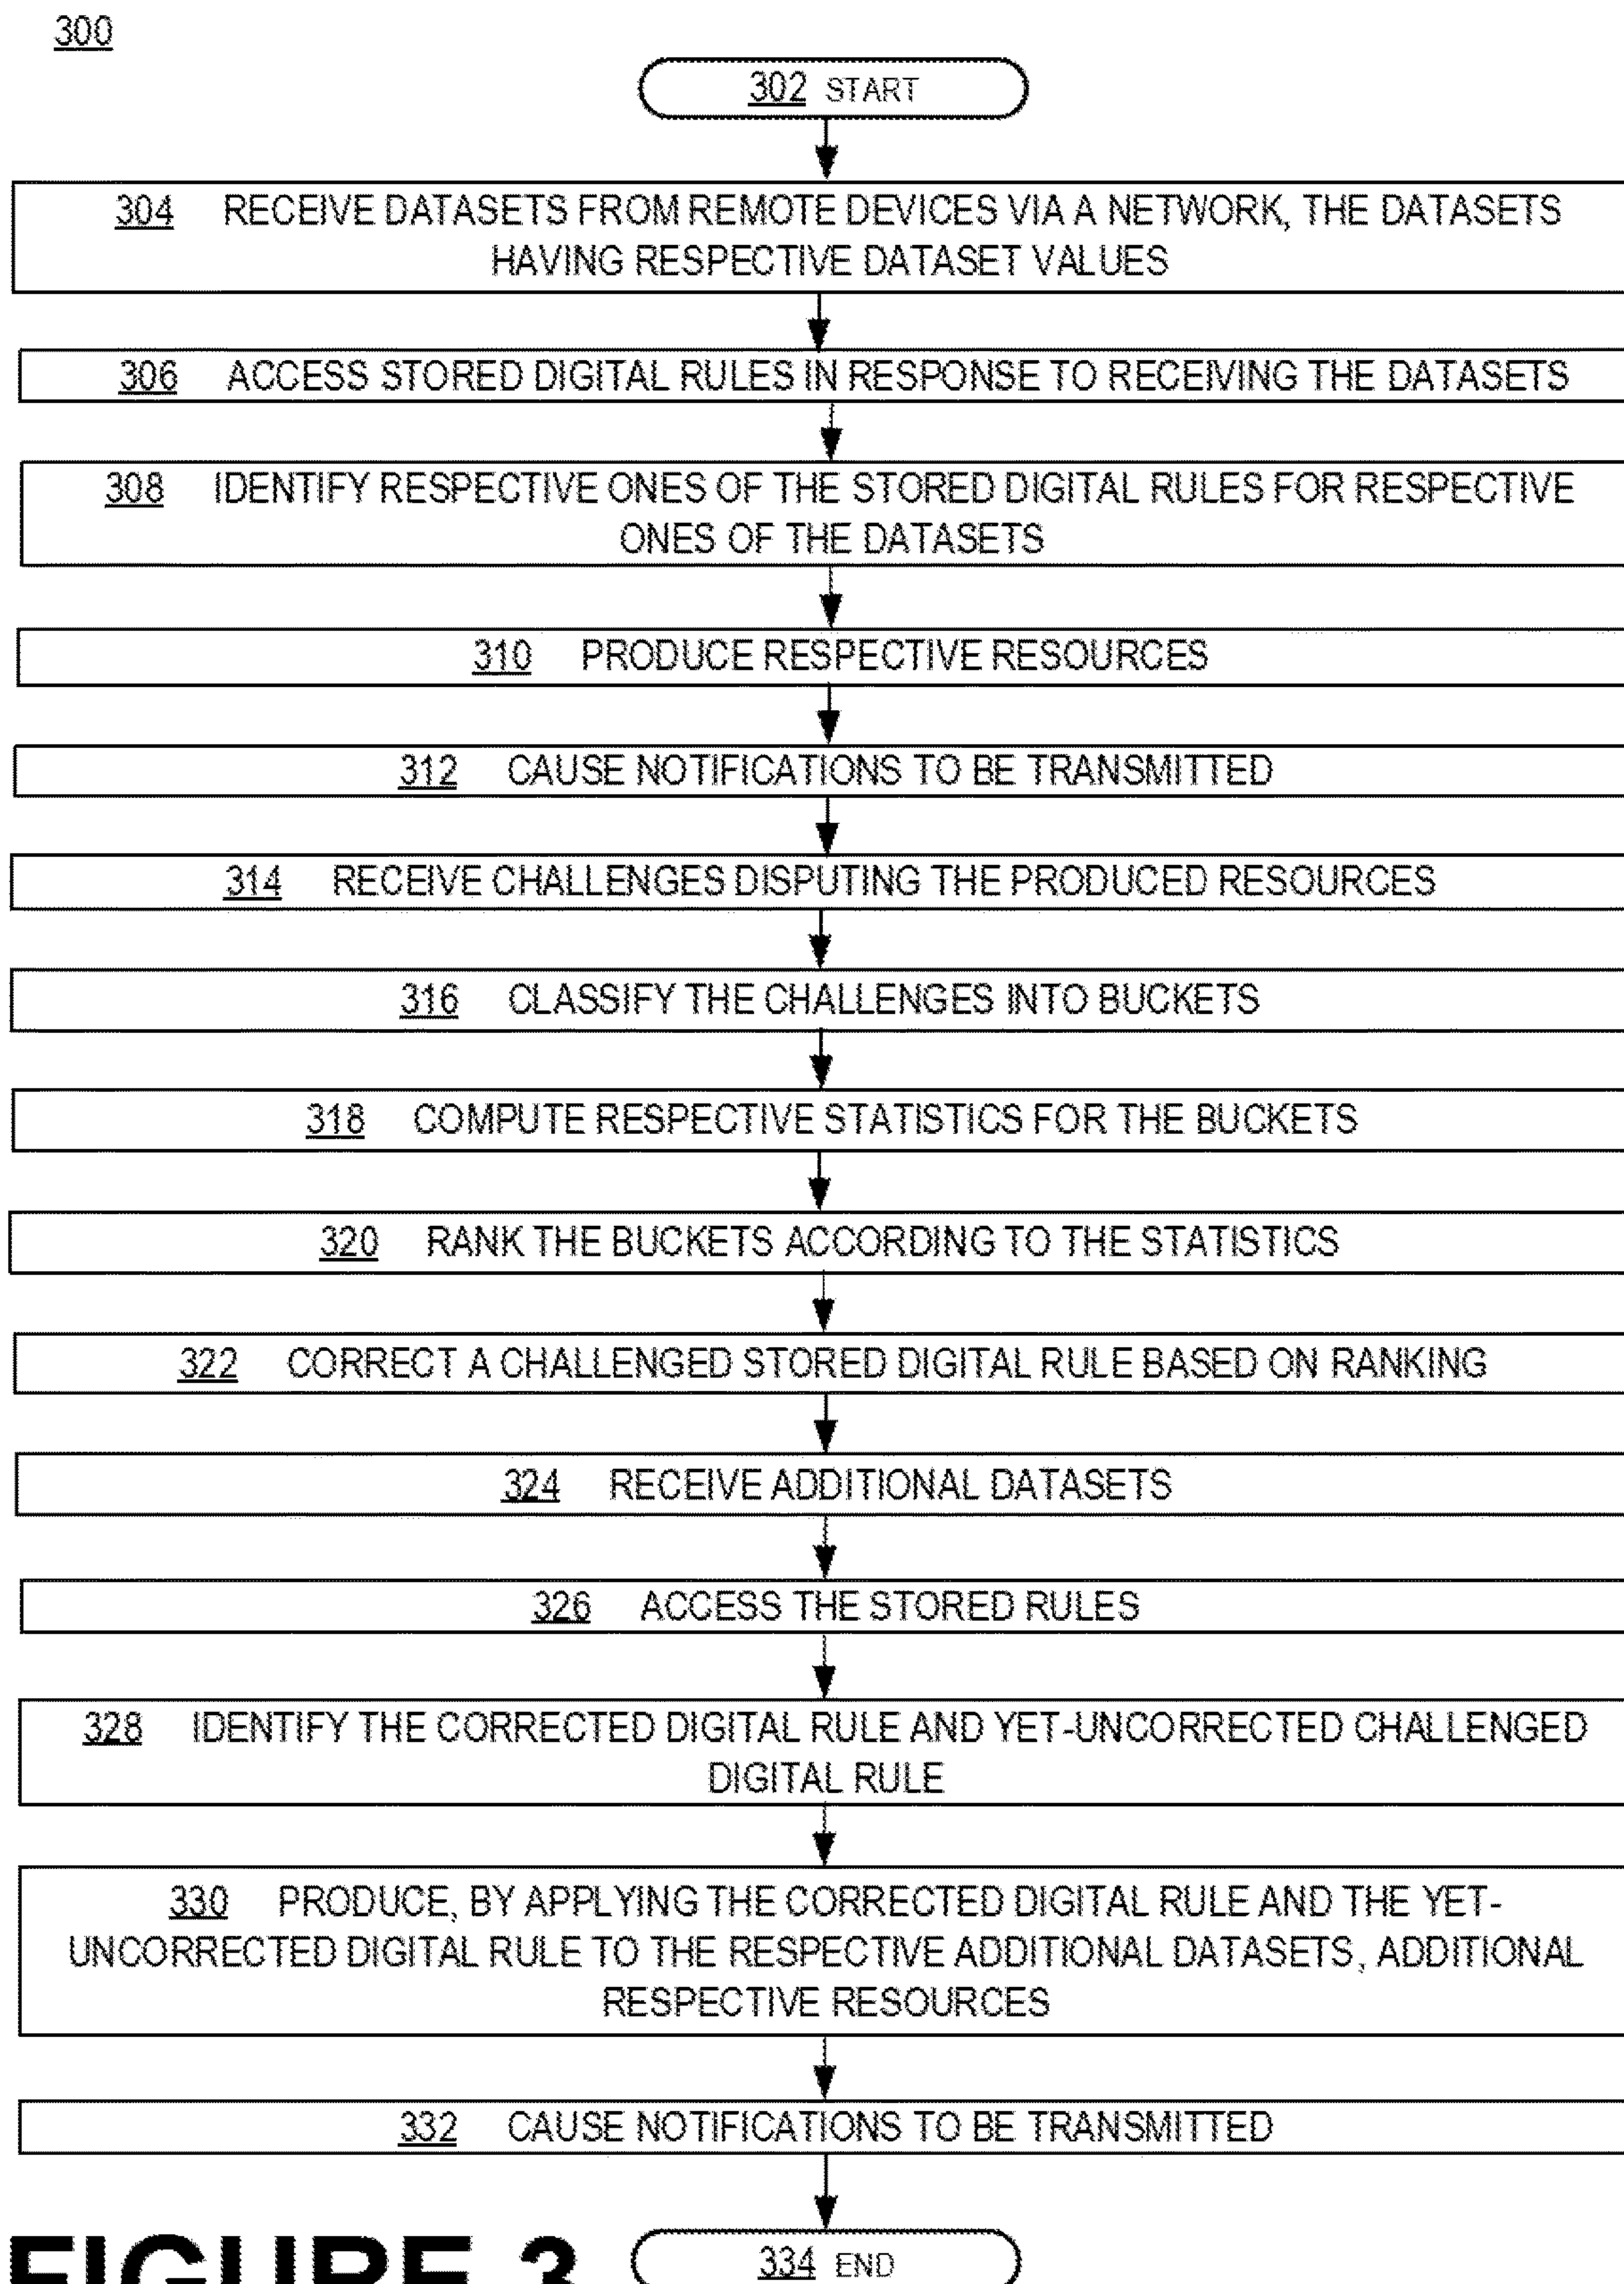 300
302 START
304 RECEIVE DATASETS FROM REMOTE DEVICES VIA A NETWORK, THE DATASETS
HAVING RESPECTIVE DATASET VALUES
306 ACCESS STORED DIGITAL RULES IN RESPONSE TO RECEIVING THE DATASETS
308 IDENTIFY RESPECTIVE ONES OF THE STORED DIGITAL RULES FOR RESPECTIVE
ONES OF THE DATASETS
310 PRODUCE RESPECTIVE RESOURCES
312 CAUSE NOTIFICATIONS TO BE TRANSMITTED
314 RECEIVE CHALLENGES DISPUTING THE PRODUCED RESOURCES
316 CLASSIFY THE CHALLENGES INTO BUCKETS
318 COMPUTE RESPECTIVE STATISTICS FOR THE BUCKETS
320 RANK THE BUCKETS ACCORDING TO THE STATISTICS
322 CORRECT A CHALLENGED STORED DIGITAL RULE BASED ON RANKING
324 RECEIVE ADDITIONAL DATASETS
326 ACCESS THE STORED RULES
328 IDENTIFY THE CORRECTED DIGITAL RULE AND YET-UNCORRECTED CHALLENGED
DIGITAL RULE
330 PRODUCE, BY APPLYING THE CORRECTED DIGITAL RULE AND THE YET-
UNCORRECTED DIGITAL RULE TO THE RESPECTIVE ADDITIONAL DATASETS, ADDITIONAL
RESPECTIVE RESOURCES
332 CAUSE NOTIFICATIONS TO BE TRANSMITTED
334 END
FIGURE 3